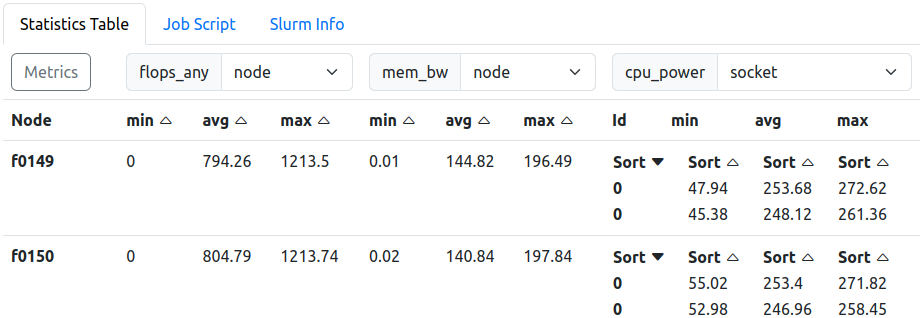 Statistics Table Job Script Slurm Info
Metrics flops_any node mem_bw node cpu_power socket
Node min avg max min avg max Id min avg max
f0149 0 794.26 1213.5 0.01 144.82 196.49 Sort Sort Sort Sort
0 47.94 253.68 272.62
0 45.38 248.12 261.36
f0150 0 804.79 1213.74 0.02 140.84 197.84 Sort Sort Sort Sort
0 55.02 253.4 271.82
0 52.98 246.96 258.45